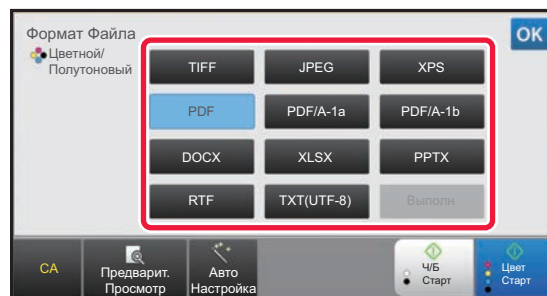 Формат Файла
OK
Цветной/
Полутоновый
TIFF
JPEG
XPS
PDF
PDF/A-1a
PDF/A-1b
DOCX
XLSX
PPTX
RTF
TXT(UTF-8)
Выполн
CA
Предварит.
Просмотр
Авто
Настройка
Ч/Б
Старт
Цвет
Старт